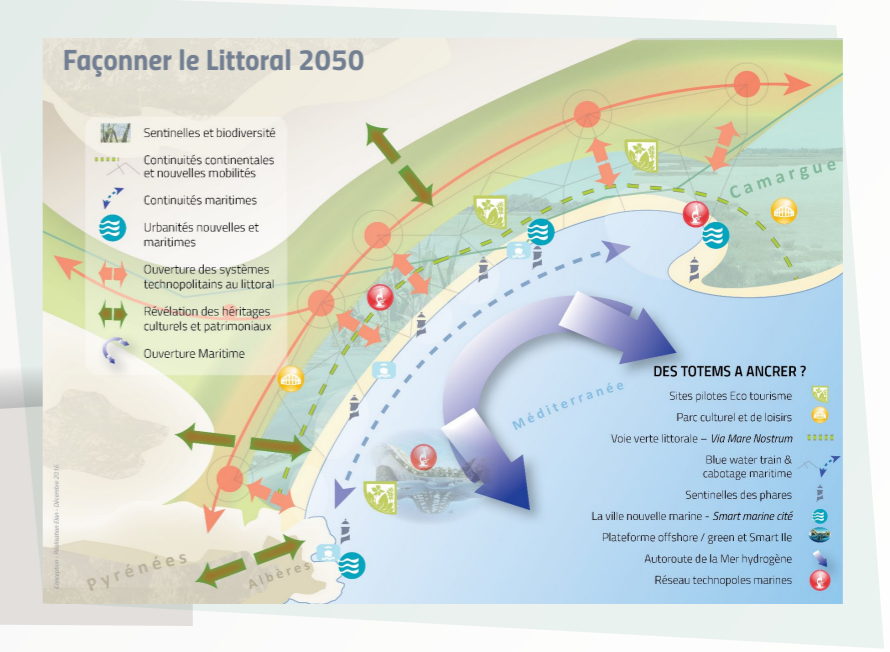 Façonner le Littoral 2050
Sentinelles et biodiversité
Continuités continentales
et nouvelles mobilités
Continuités maritimes
Urbanités nouvelles et
maritimes
Ouverture des systèmes
technopolitains au littoral
Révélation des héritages
culturels et patrimoniaux
Ouverture Maritime
Camargue
Méditerranée
Pyrénées
Albères
DES TOTEMS A ANCRER ?
Sites pilotes Eco tourisme
Parc culturel et de loisirs
Voie verte littorale – Via Mare Nostrum
Blue water train &
cabotage maritime
Sentinelles des phares
La ville nouvelle marine - Smart marine cité
Plateforme offshore / green et Smart Ile
Autoroute de la Mer hydrogène
Réseau technopoles marines